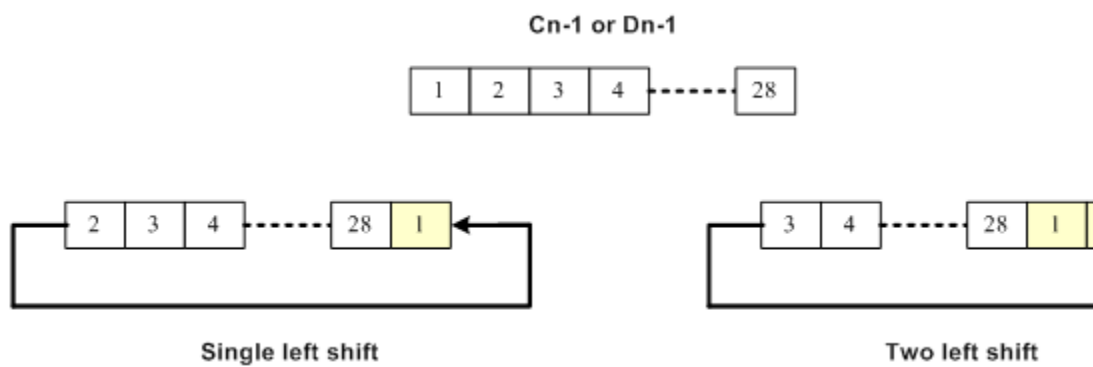 Cn-1 or Dn-1
1 2 3 4 28
2 3 4 28 1
3 4 28 1
Single left shift
Two left shift